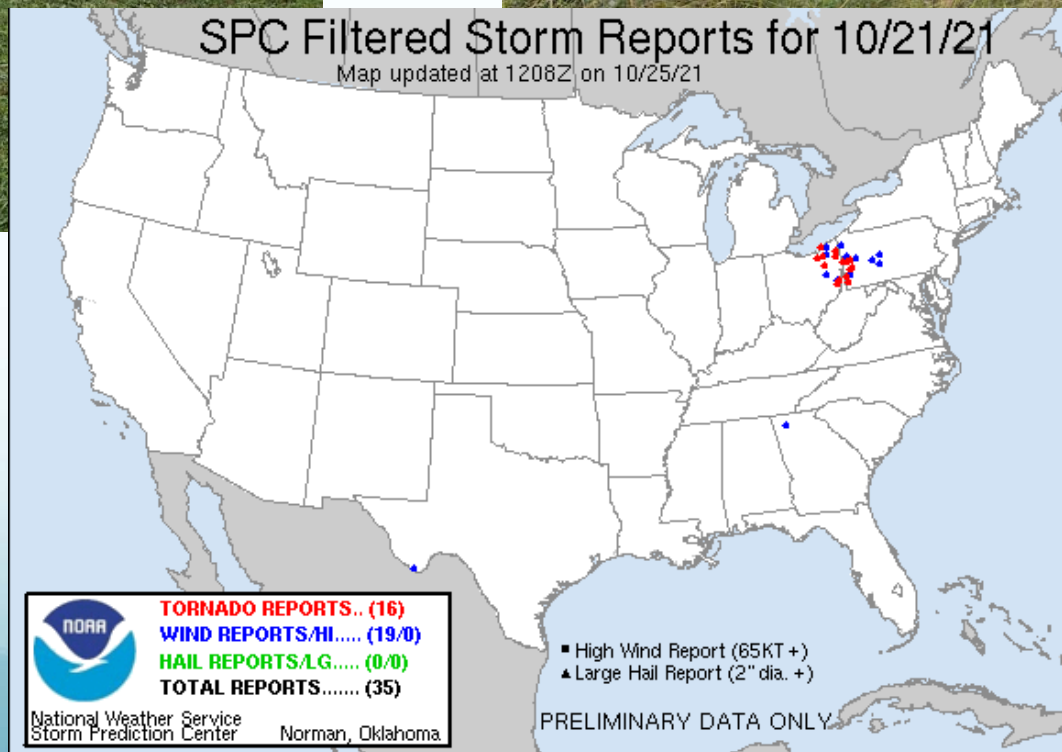 SPC Filtered Storm Reports for 10/21/21
Map updated at 1208Z on 10/25/21
NOAA
TORNADO REPORTS.. (16)
WIND REPORTS/HI..... (19/0)
HAIL REPORTS/LG..... (0/0)
TOTAL REPORTS....... (35)
National Weather Service
Storm Prediction Center Norman, Oklahoma
High Wind Report (65KT +)
Large Hail Report (2" dia. +)
PRELIMINARY DATA ONLY